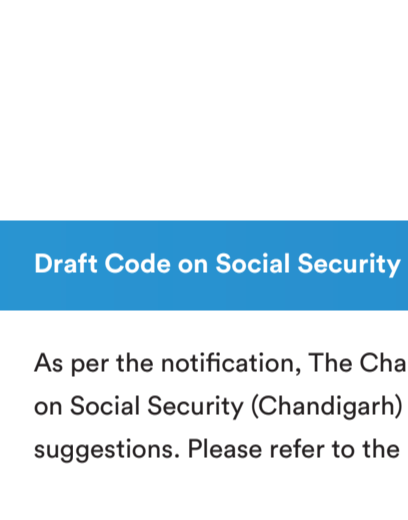 Draft Code on Social Security
As per the notification, The Cha
on Social Security (Chandigarh)
suggestions. Please refer to the